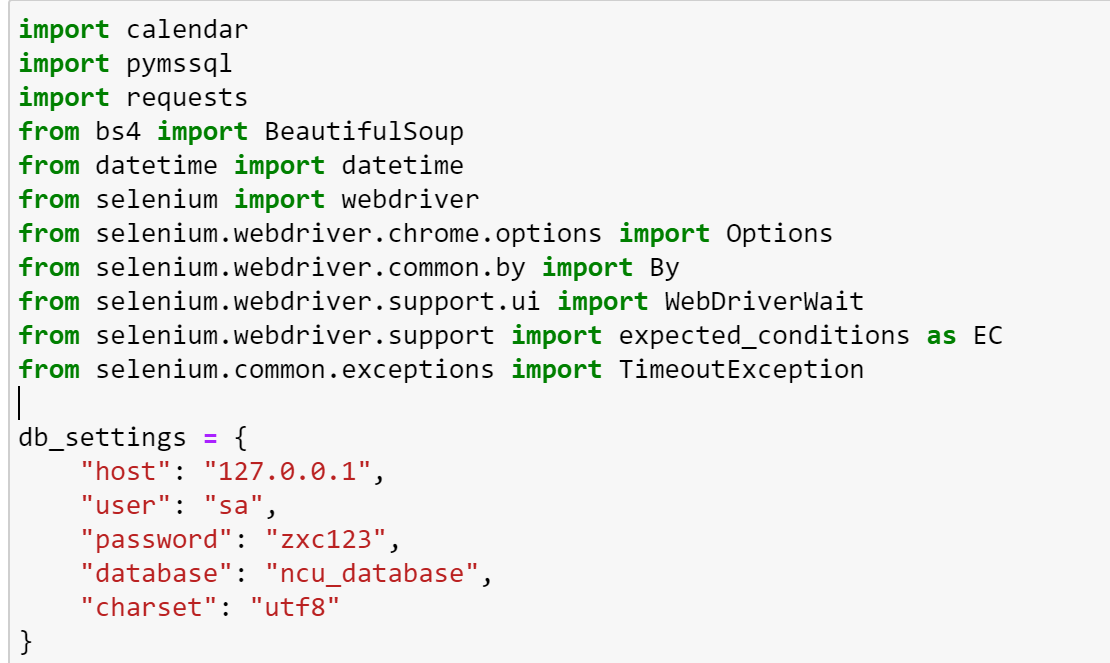 import calendar
import pymssql
import requests
from bs4 import BeautifulSoup
from datetime import datetime
from selenium import webdriver
from selenium.webdriver.chrome.options import Options
from selenium.webdriver.common.by import By
from selenium.webdriver.support.ui import WebDriverWait
from selenium.webdriver.support import expected_conditions as EC
from selenium.common.exceptions import TimeoutException

db_settings = {
    "host": "127.0.0.1",
    "user": "sa",
    "password": "zxc123",
    "database": "ncu_database",
    "charset": "utf8"
}